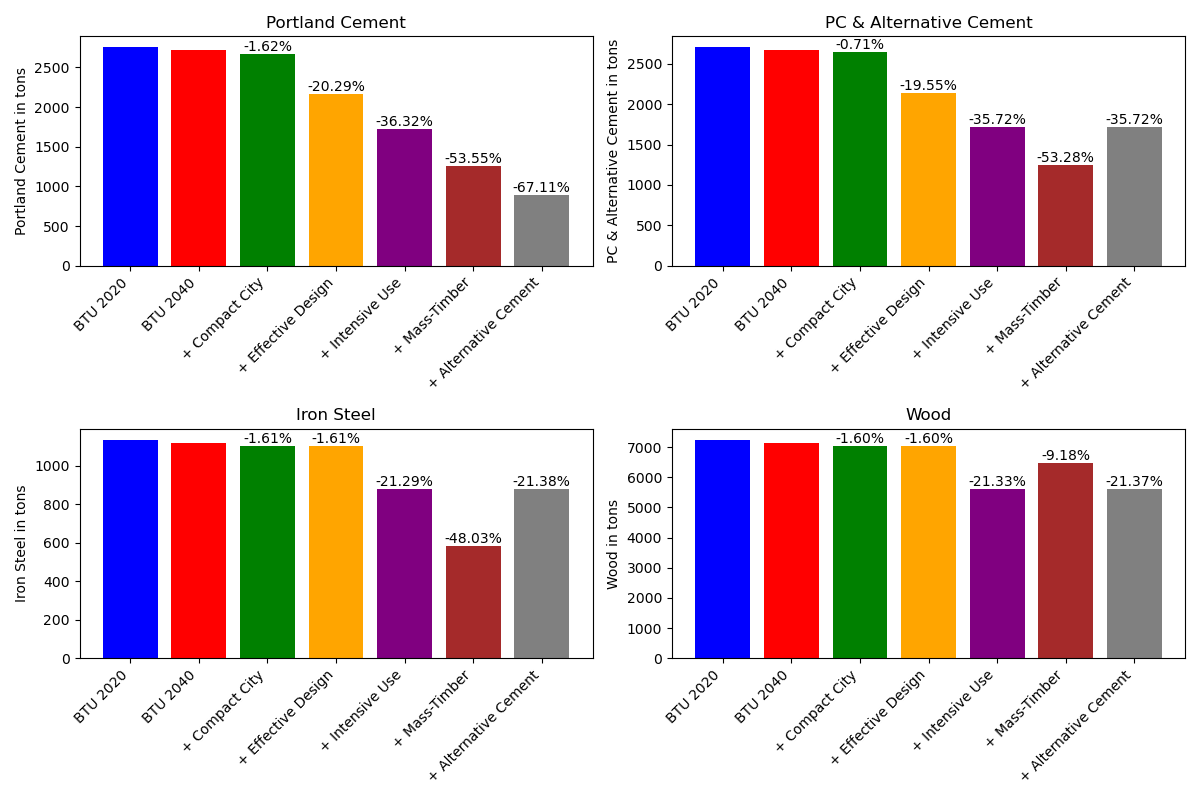 Portland Cement
Portland Cement in tons
2500
2000
1500
1000
500
0
-1.62%
-20.29%
-36.32%
-53.55%
-67.11%
BTU 2020
BTU 2040
+ Compact City
+ Effective Design
+ Intensive Use
+ Mass-Timber
+ Alternative Cement
PC & Alternative Cement
PC & Alternative Cement in tons
2500
2000
1500
1000
500
0
-0.71%
-19.55%
-35.72%
-53.28%
-35.72%
BTU 2020
BTU 2040
+ Compact City
+ Effective Design
+ Intensive Use
+ Mass-Timber
+ Alternative Cement
Iron Steel
Iron Steel in tons
1000
800
600
400
200
0
-1.61%
-1.61%
-21.29%
-48.03%
-21.38%
BTU 2020
BTU 2040
+ Compact City
+ Effective Design
+ Intensive Use
+ Mass-Timber
+ Alternative Cement
Wood
Wood in tons
7000
6000
5000
4000
3000
2000
1000
0
-1.60%
-1.60%
-21.33%
-9.18%
-21.37%
BTU 2020
BTU 2040
+ Compact City
+ Effective Design
+ Intensive Use
+ Mass-Timber
+ Alternative Cement